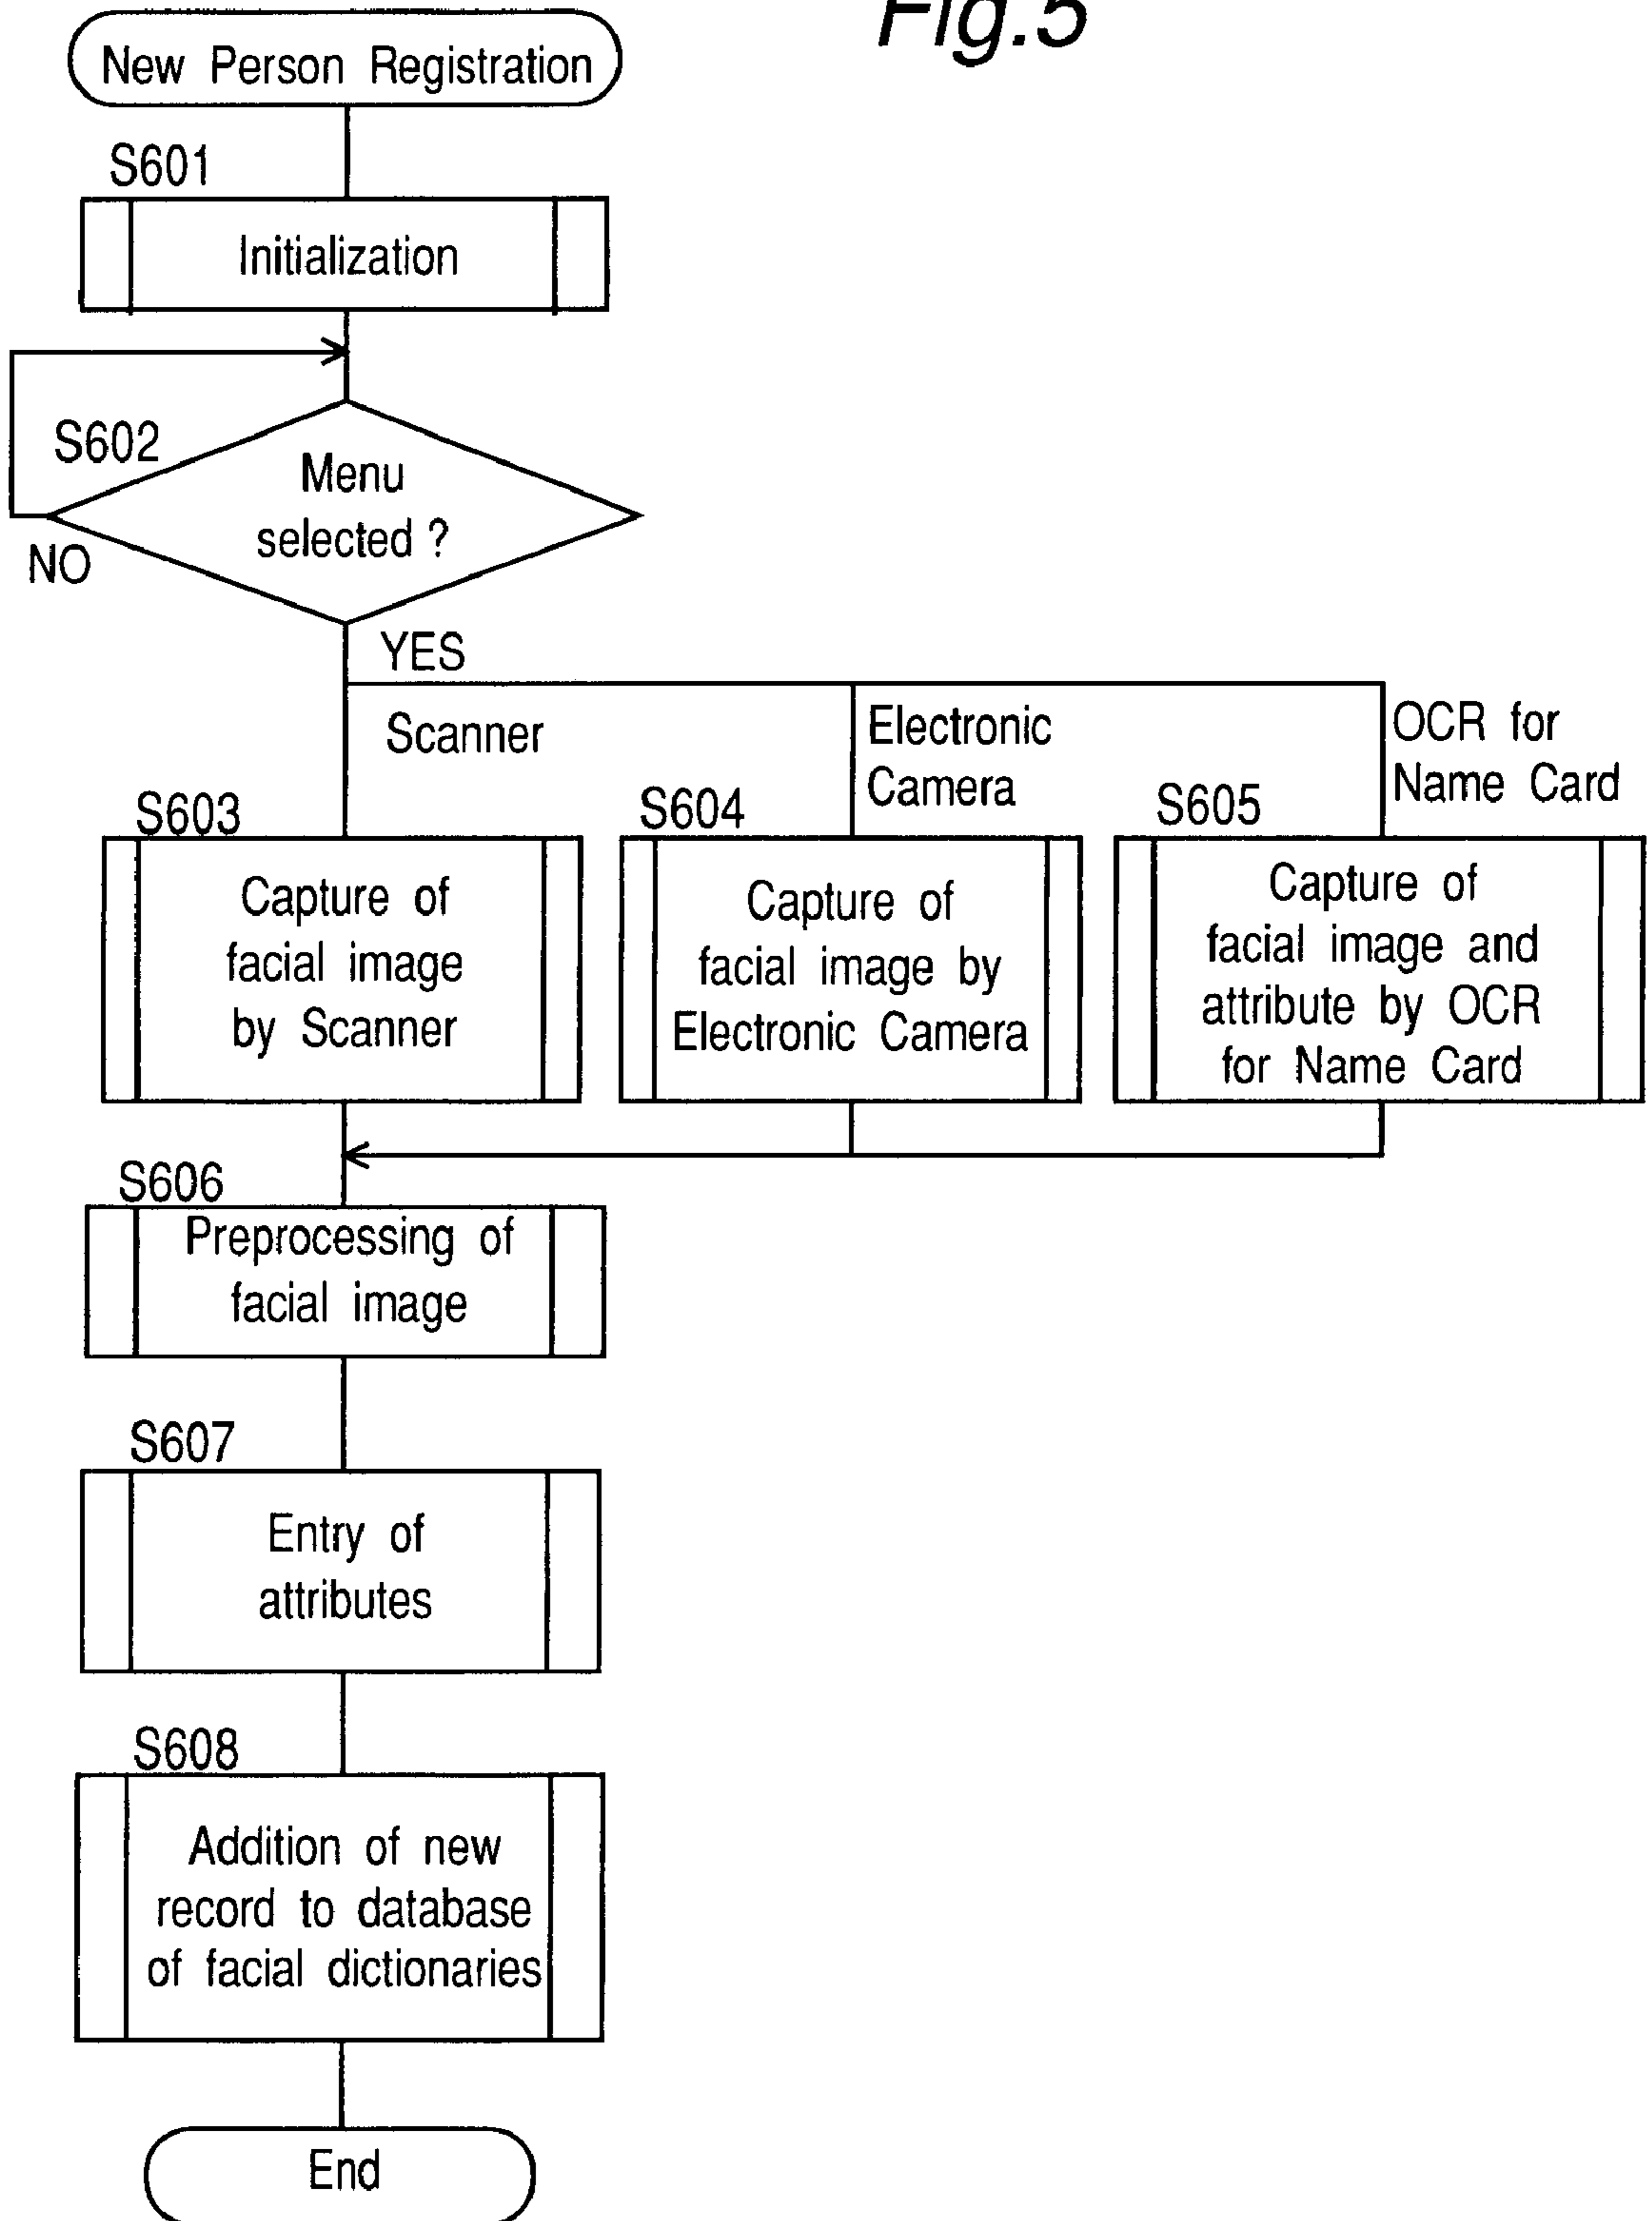 Fig.5
New Person Registration
S601
Initialization
S602
Menu
selected ?
NO
YES
Scanner
Electronic
Camera
OCR for
Name Card
S603
Capture of
facial image
by Scanner
S604
Capture of
facial image by
Electronic Camera
S605
Capture of
facial image and
attribute by OCR
for Name Card
S606
Preprocessing of
facial image
S607
Entry of
attributes
S608
Addition of new
record to database
of facial dictionaries
End